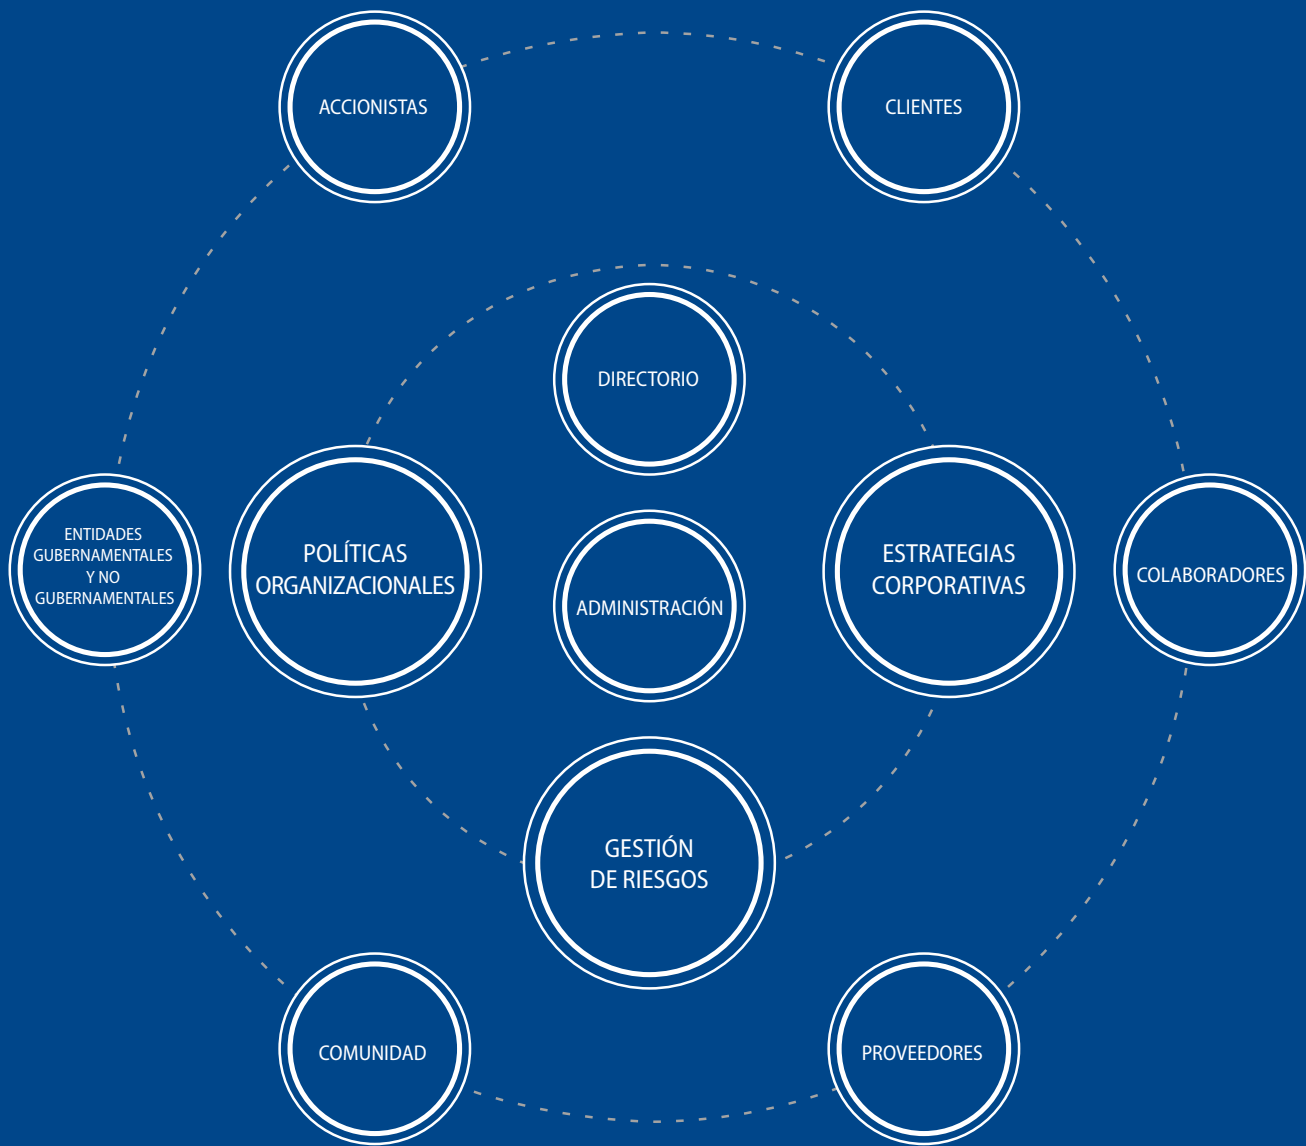 ACCIONISTAS
CLIENTES
DIRECTORIO
ENTIDADES
GUBERNAMENTALES
Y NO
GUBERNAMENTALES
POLÍTICAS
ORGANIZACIONALES
ADMINISTRACIÓN
ESTRATEGIAS
CORPORATIVAS
COLABORADORES
GESTIÓN
DE RIESGOS
COMUNIDAD
PROVEEDORES